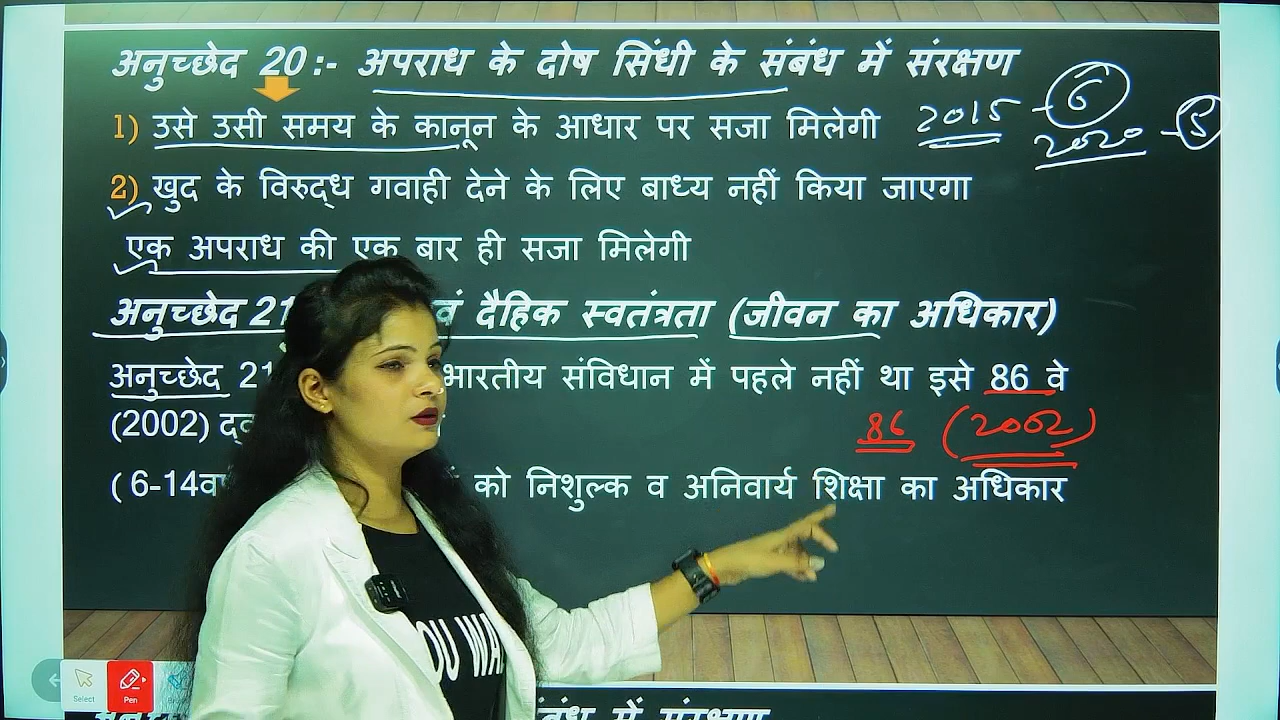 अनुच्छेद 20 :- अपराध के दोष सिंधी के संबंध में संरक्षण
1) उसे उसी समय के कानून के आधार पर सजा मिलेगी
2015 - 6
2020 - 5
2) खुद के विरुद्ध गवाही देने के लिए बाध्य नहीं किया जाएगा
एक अपराध की एक बार ही सजा मिलेगी
अनुच्छेद 21 दैहिक स्वतंत्रता (जीवन का अधिकार)
अनुच्छेद 21 भारतीय संविधान में पहले नहीं था इसे 86 वे
(2002)
86 (2002)
( 6-14 को निशुल्क व अनिवार्य शिक्षा का अधिकार
OU WA
Select
Pen